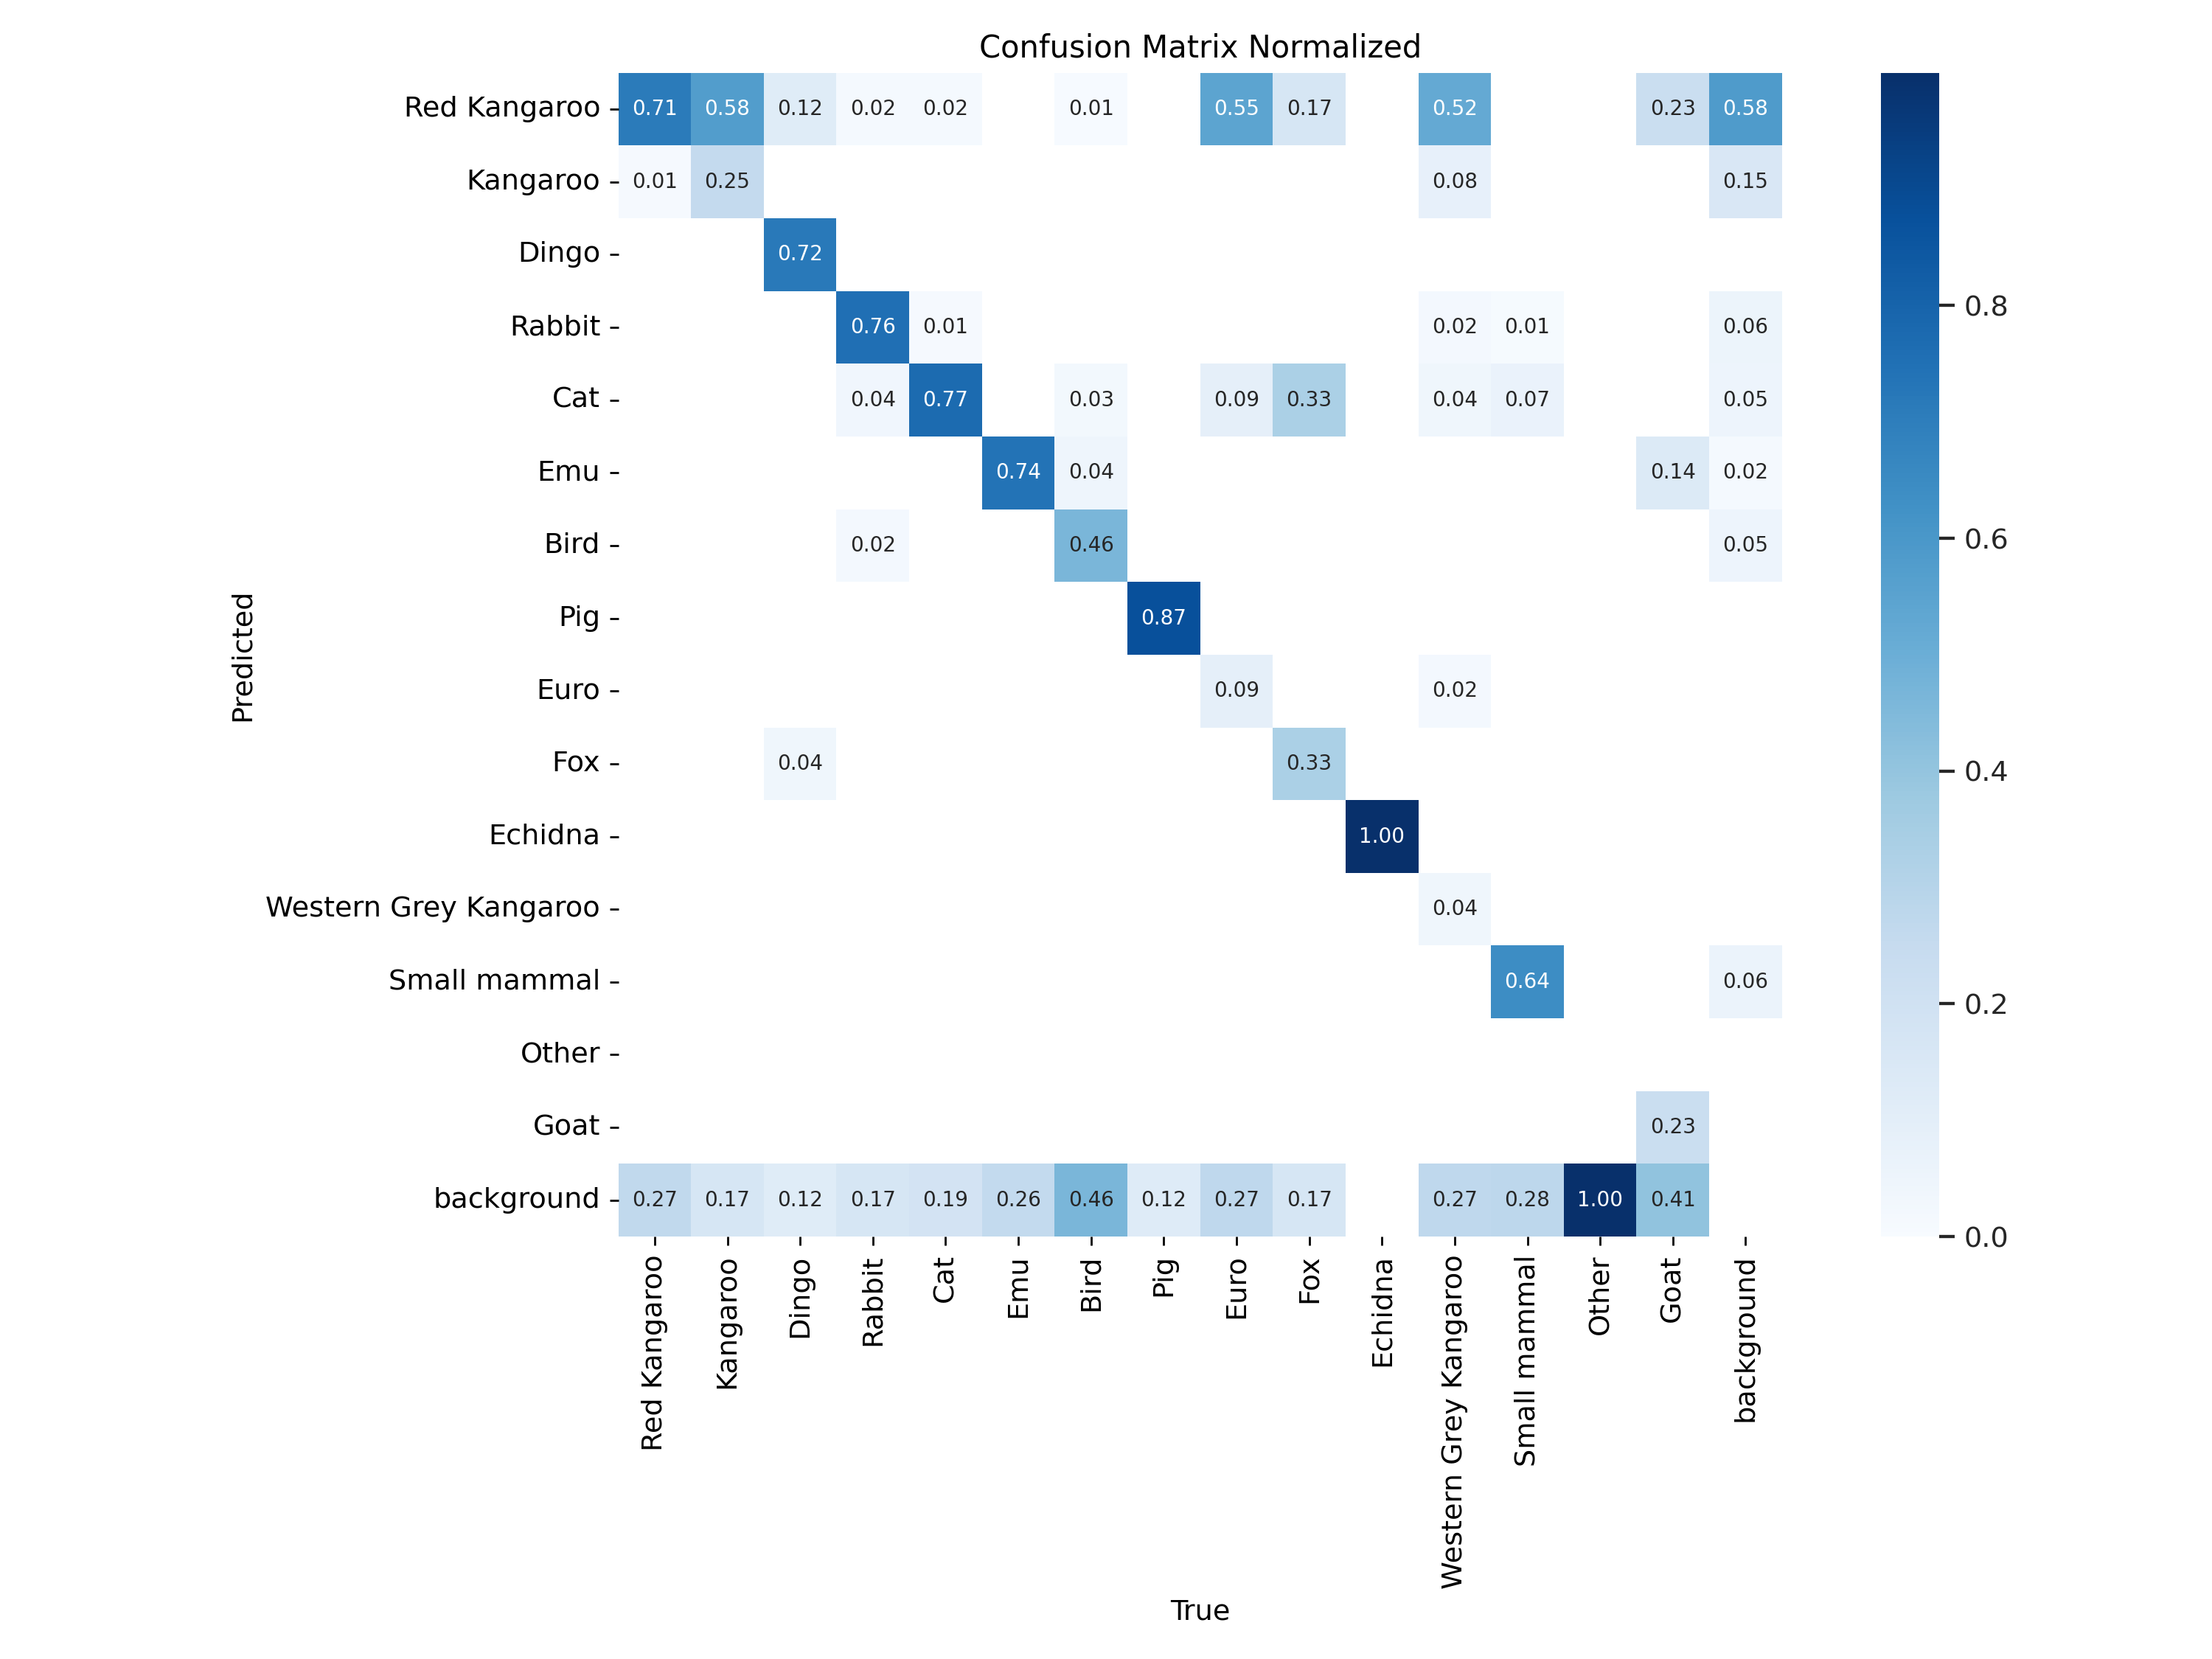 Confusion Matrix Normalized
Red Kangaroo 0.71 0.58 0.12 0.02 0.02 0.01 0.55 0.17 0.52 0.23 0.58
Kangaroo 0.01 0.25 0.08 0.15
Dingo 0.72
Rabbit 0.76 0.01 0.02 0.01 0.06
Cat 0.04 0.77 0.03 0.09 0.33 0.04 0.07 0.05
Emu 0.74 0.04 0.14 0.02
Bird 0.02 0.46 0.05
Pig 0.87
Euro 0.09 0.02
Fox 0.04 0.33
Echidna 1.00
Western Grey Kangaroo 0.04
Small mammal 0.64 0.06
Other
Goat 0.23
background 0.27 0.17 0.12 0.17 0.19 0.26 0.46 0.12 0.27 0.17 0.27 0.28 1.00 0.41
Predicted
Red Kangaroo
Kangaroo
Dingo
Rabbit
Cat
Emu
Bird
Pig
Euro
Fox
Echidna
Western Grey Kangaroo
Small mammal
Other
Goat
background
True
0.8
0.6
0.4
0.2
0.0